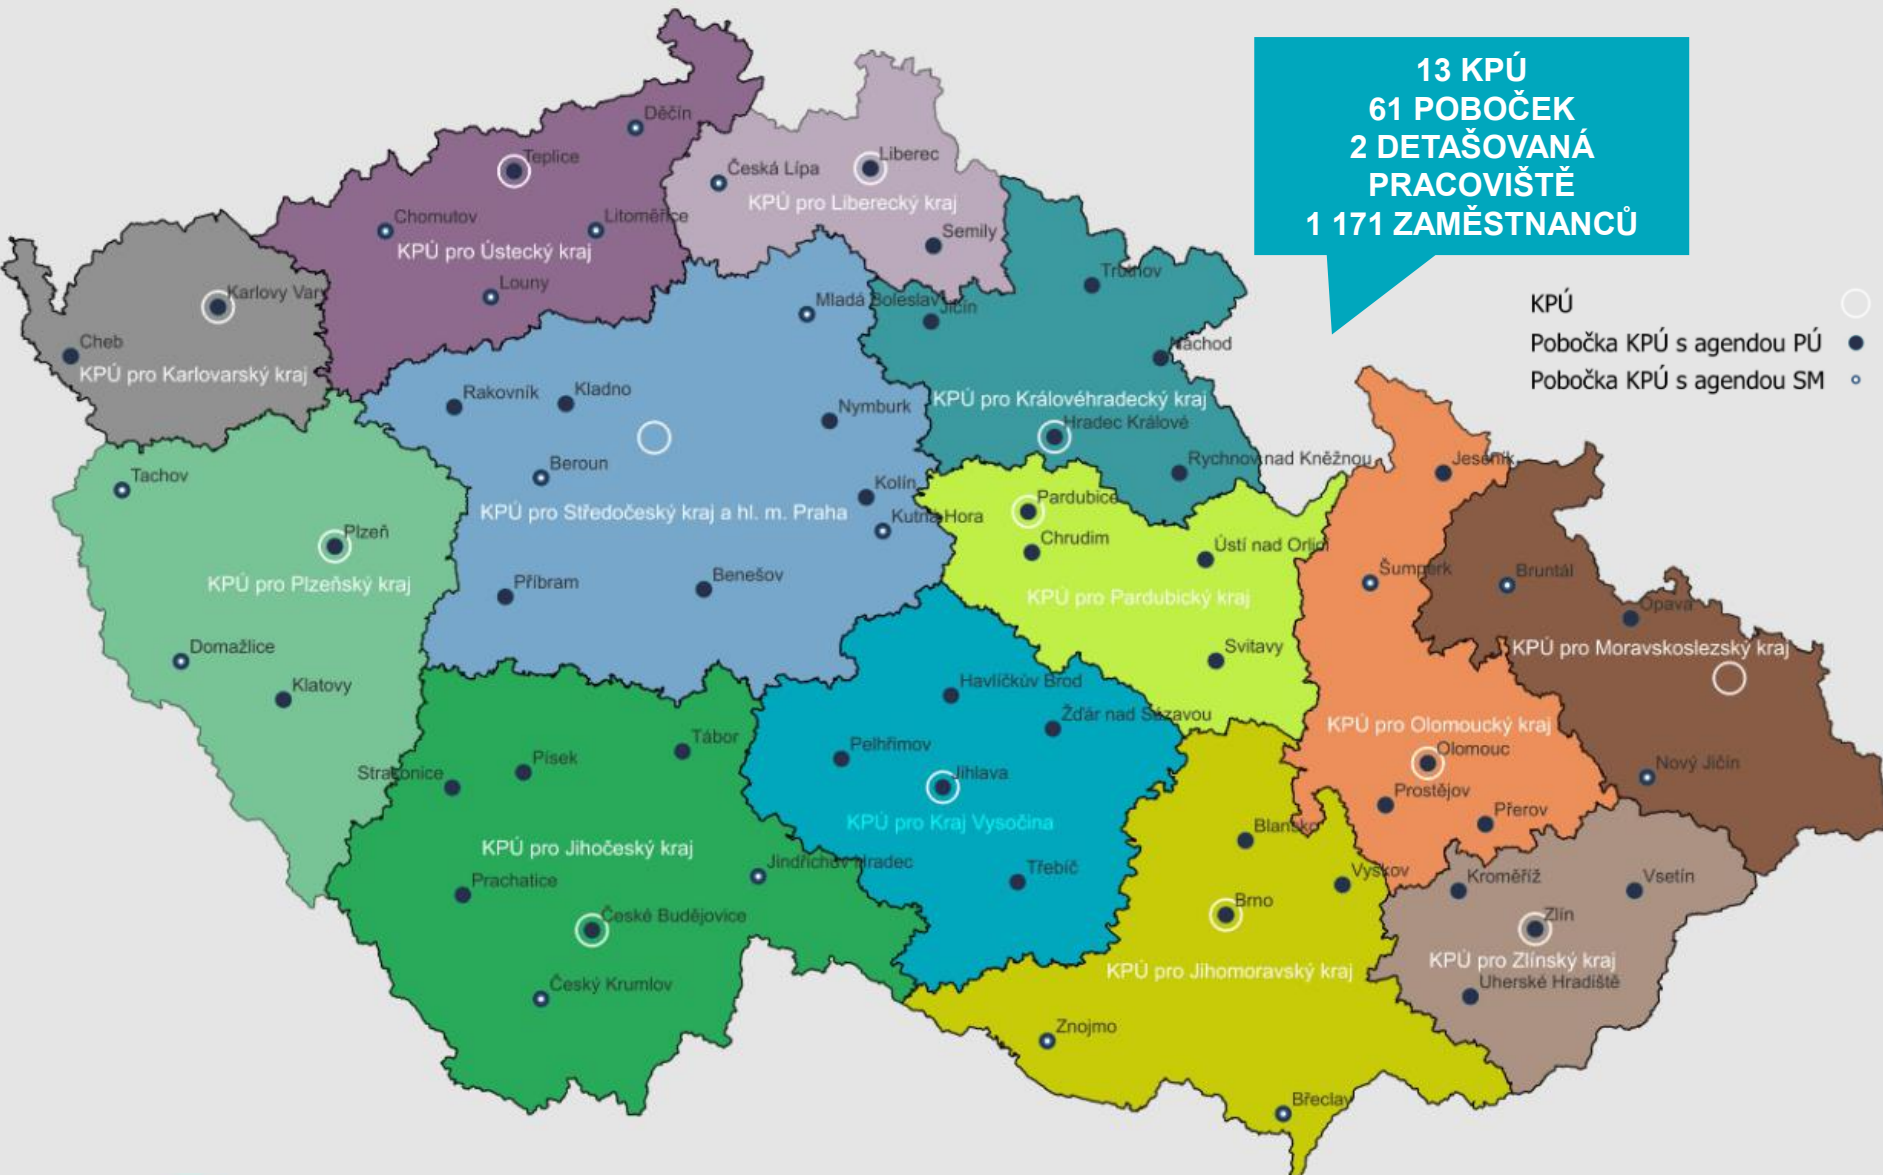 13 KPÚ
61 POBOČEK
2 DETAŠOVANÁ
PRACOVIŠTĚ
1 171 ZAMĚSTNANCŮ
KPÚ
Pobočka KPÚ s agendou PÚ
Pobočka KPÚ s agendou SM
Děčín
Teplice
Chomutov
Litoměřice
KPÚ pro Ústecký kraj
Louny
Česká Lípa
Liberec
KPÚ pro Liberecký kraj
Semily
Karlovy Vary
Cheb
KPÚ pro Karlovarský kraj
Trutnov
Jičín
Náchod
KPÚ pro Královéhradecký kraj
Hradec Králové
Rychnov nad Kněžnou
Mladá Boleslav
Rakovník
Kladno
Nymburk
Beroun
Kolín
KPÚ pro Středočeský kraj a hl. m. Praha
Kutná Hora
Příbram
Benešov
Tachov
Plzeň
KPÚ pro Plzeňský kraj
Domažlice
Klatovy
Pardubice
Chrudim
Ústí nad Orlicí
KPÚ pro Pardubický kraj
Svitavy
Jeseník
Šumperk
KPÚ pro Olomoucký kraj
Olomouc
Prostějov
Přerov
Bruntál
Opava
KPÚ pro Moravskoslezský kraj
Nový Jičín
Havlíčkův Brod
Žďár nad Sázavou
Pelhřimov
Jihlava
KPÚ pro Kraj Vysočina
Třebíč
Tábor
Písek
Strakonice
KPÚ pro Jihočeský kraj
Jindřichův Hradec
Prachatice
České Budějovice
Český Krumlov
Blansko
Vyškov
Brno
KPÚ pro Jihomoravský kraj
Znojmo
Břeclav
Kroměříž
Vsetín
Zlín
KPÚ pro Zlínský kraj
Uherské Hradiště